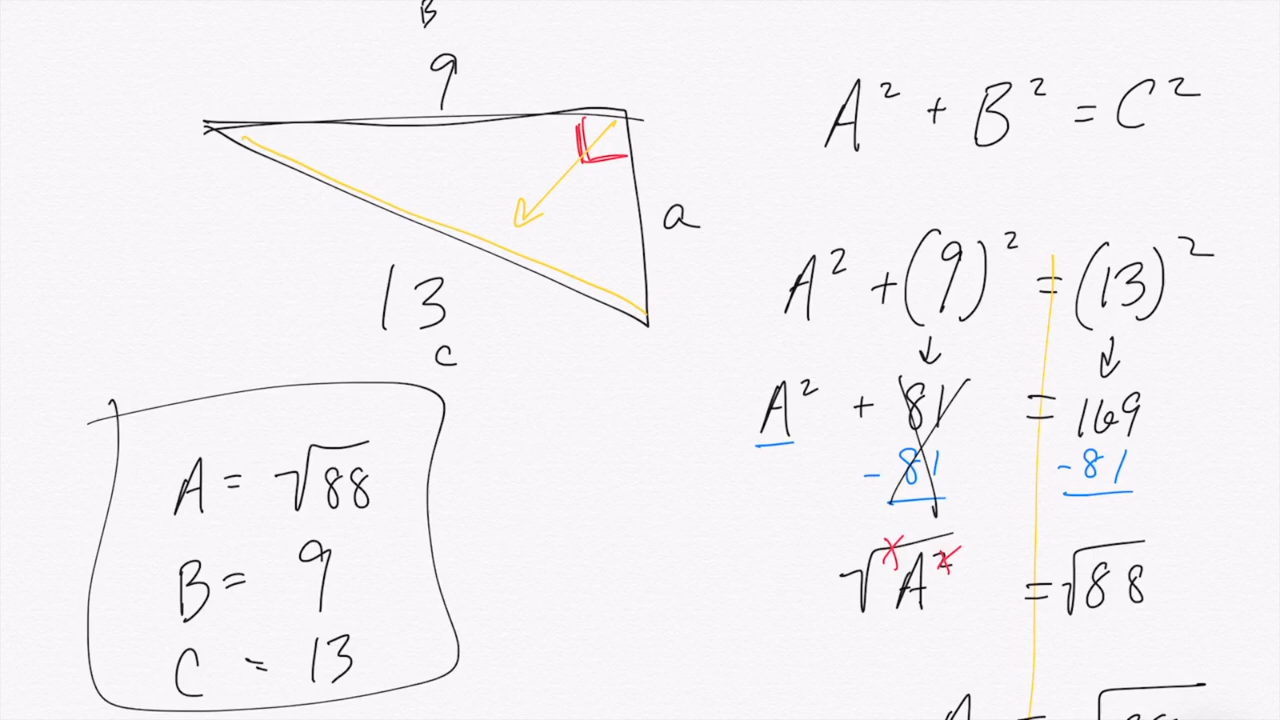 B
9
a
13
c
A = √88
B = 9
C = 13
A² + B² = C²
A² + (9)² = (13)²
A² + 81 = 169
- 81 -81
√A² = √88
A =